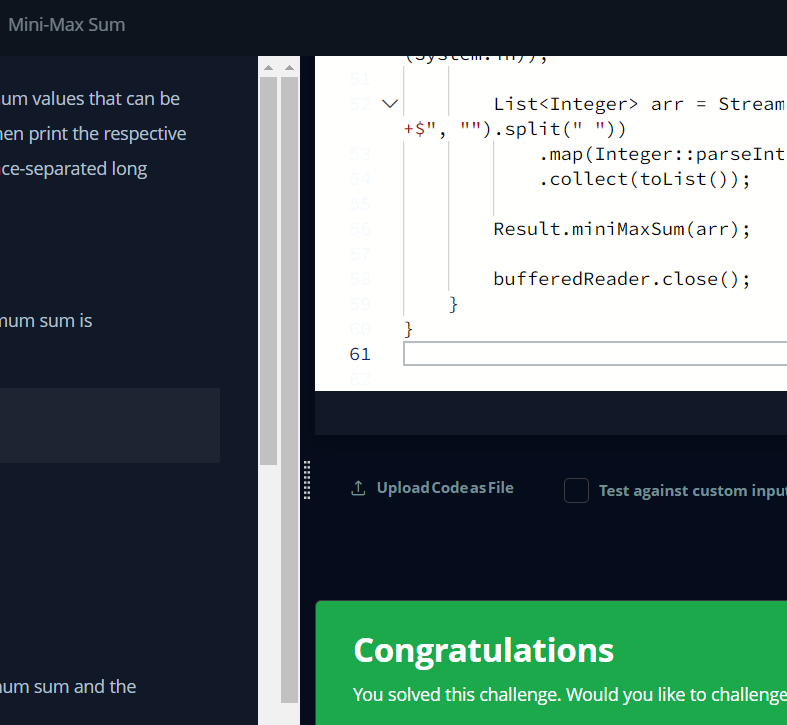 Mini-Max Sum
um values that can be
en print the respective
ce-separated long
mum sum is
num sum and the
(System.in));
51
52 List<Integer> arr = Stream
+$", "").split(" "))
53 .map(Integer::parseInt
54 .collect(toList());
55
56 Result.miniMaxSum(arr);
57
58 bufferedReader.close();
59 }
60 }
61
62
Upload Code as File
Test against custom input
Congratulations
You solved this challenge. Would you like to challenge